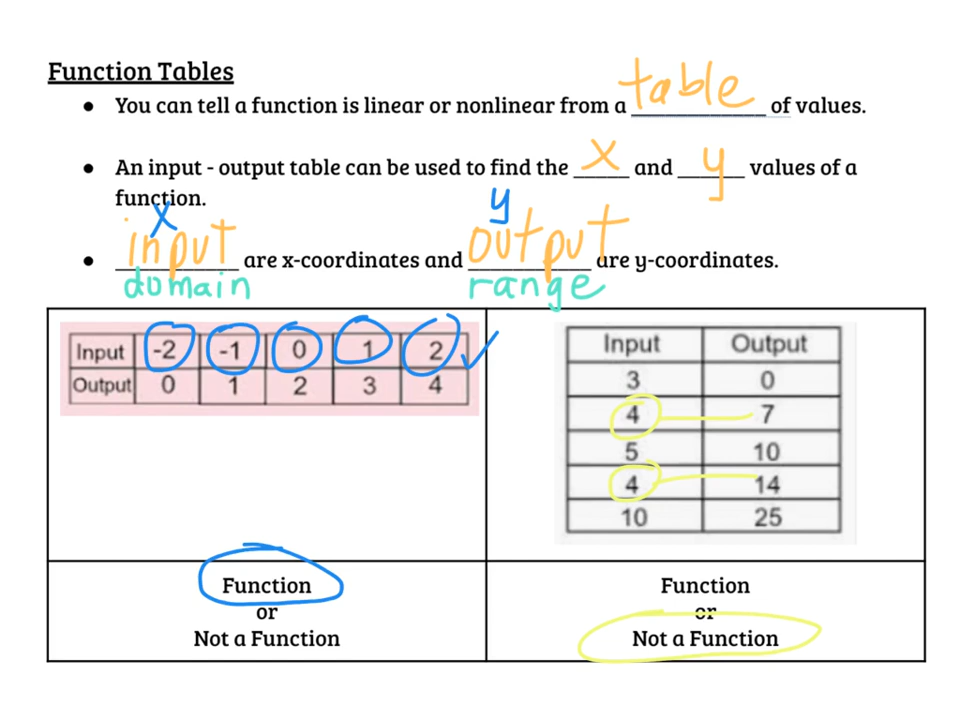 Function Tables
• You can tell a function is linear or nonlinear from a table of values.
• An input - output table can be used to find the x and y values of a
function.
x y
• input are x-coordinates and output are y-coordinates.
domain range
Input -2 -1 0 1 2
Output 0 1 2 3 4
Input Output
3 0
4 7
5 10
4 14
10 25
Function
or
Not a Function
Function
or
Not a Function